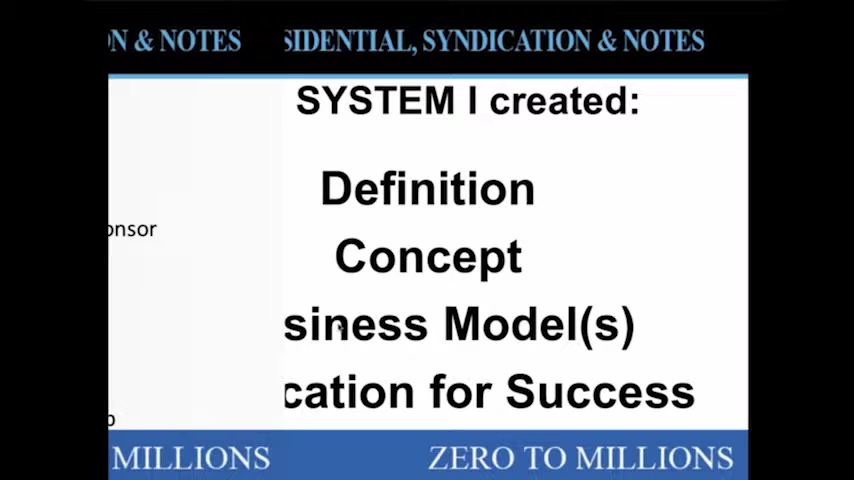 N & NOTES
SIDENTIAL, SYNDICATION & NOTES
SYSTEM I created:
Definition
onsor
Concept
siness Model(s)
cation for Success
p
MILLIONS
ZERO TO MILLIONS